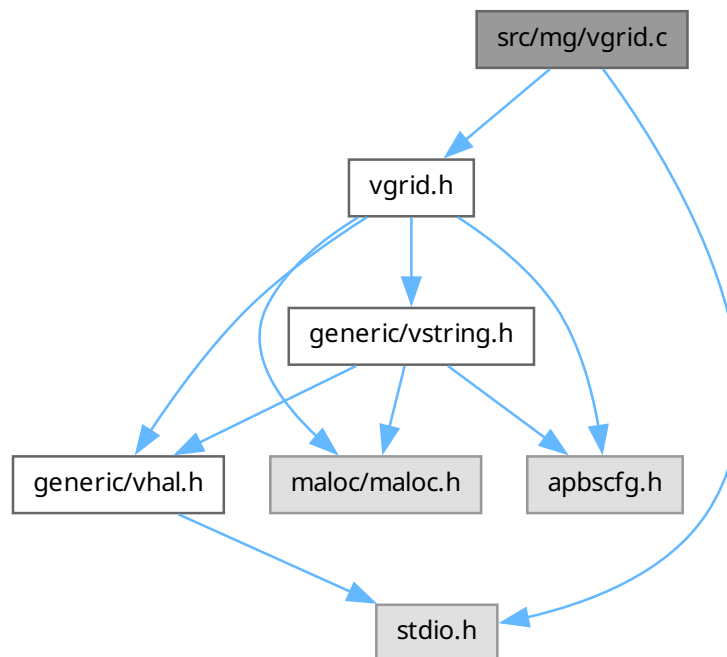 src/mg/vgrid.c
vgrid.h
generic/vstring.h
generic/vhal.h
maloc/maloc.h
apbscfg.h
stdio.h